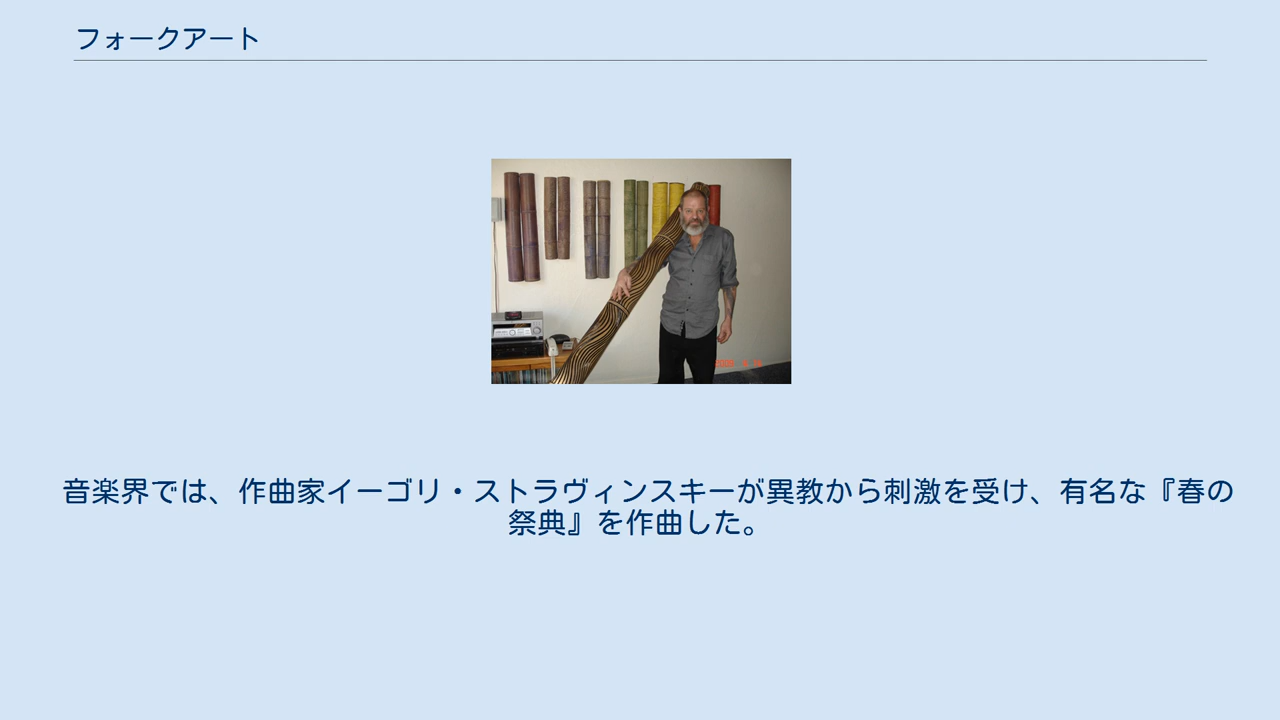 フォークアート
音楽界では、作曲家イーゴリ・ストラヴィンスキーが異教から刺激を受け、有名な『春の
祭典』を作曲した。